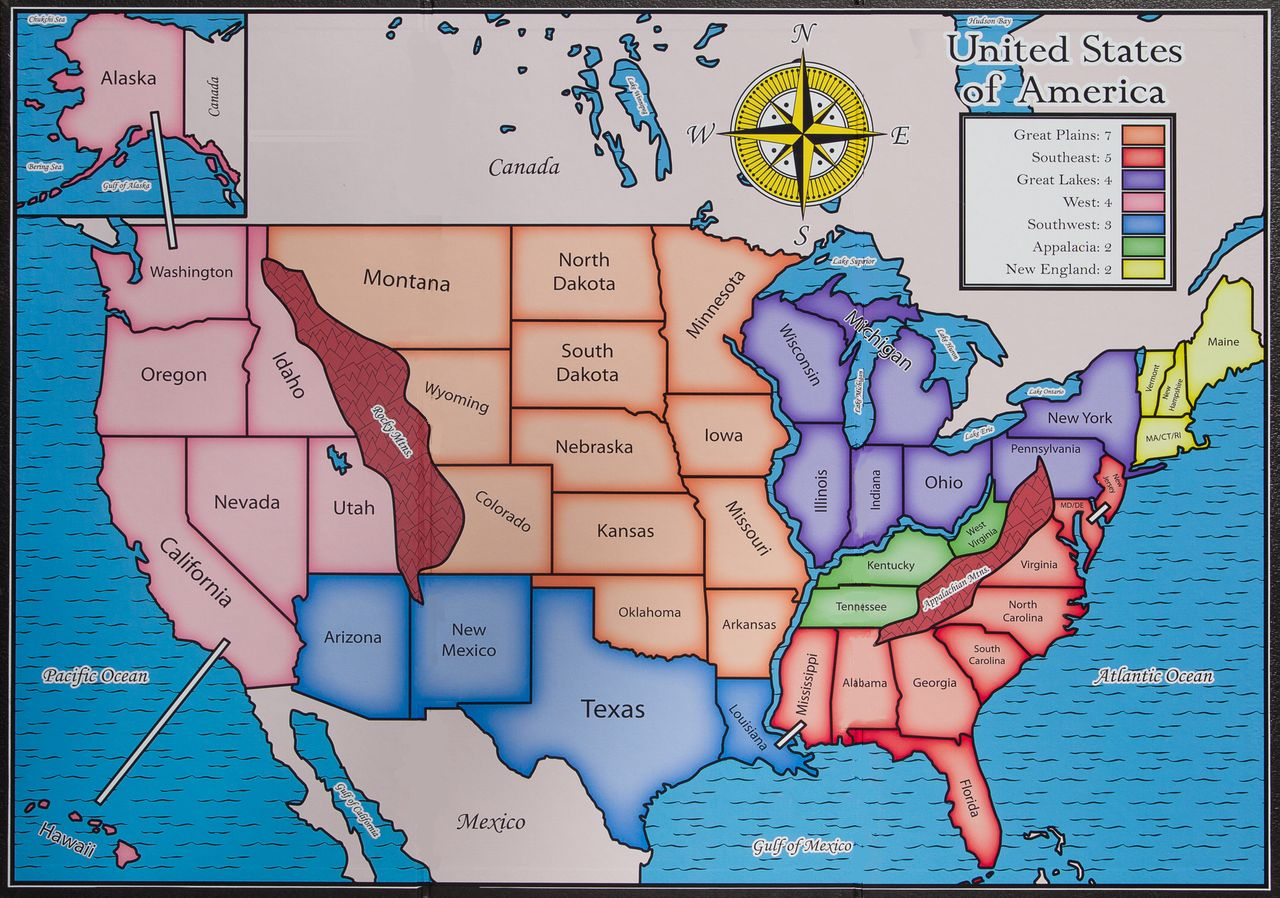 Chukchi Sea
Alaska
Canada
Bering Sea
Gulf of Alaska
Canada
Lake Winnipeg
N
W
E
S
Hudson Bay
United States
of America
Great Plains: 7
Southeast: 5
Great Lakes: 4
West: 4
Southwest: 3
Appalacia: 2
New England: 2
Washington
Oregon
Idaho
Montana
North
Dakota
Minnesota
Lake Superior
Wyoming
South
Dakota
Wisconsin
Michigan
Lake Michigan
Lake Huron
Lake Ontario
Lake Erie
New York
Vermont
New
Hampshire
Maine
MA/CT/RI
Nevada
Utah
Rocky Mtns.
Colorado
Nebraska
Iowa
Kansas
Missouri
Illinois
Indiana
Ohio
Pennsylvania
New
Jersey
MD/DE
West
Virginia
Virginia
Kentucky
Tennessee
Appalachian Mtns.
North
Carolina
South
Carolina
California
Arizona
New
Mexico
Oklahoma
Arkansas
Texas
Louisiana
Mississippi
Alabama
Georgia
Florida
Pacific Ocean
Atlantic Ocean
Hawaii
Gulf of California
Mexico
Gulf of Mexico